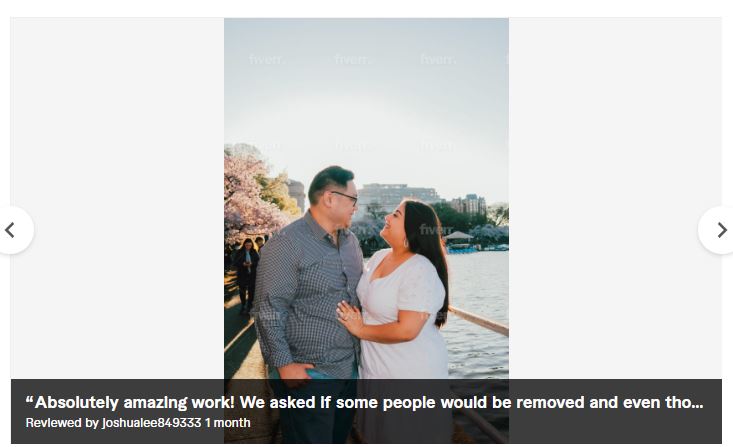 fiverr. fiverr. fiverr.
fiverr.
fiverr.
“Absolutely amazing work! We asked if some people would be removed and even tho...
Reviewed by joshualee849333 1 month